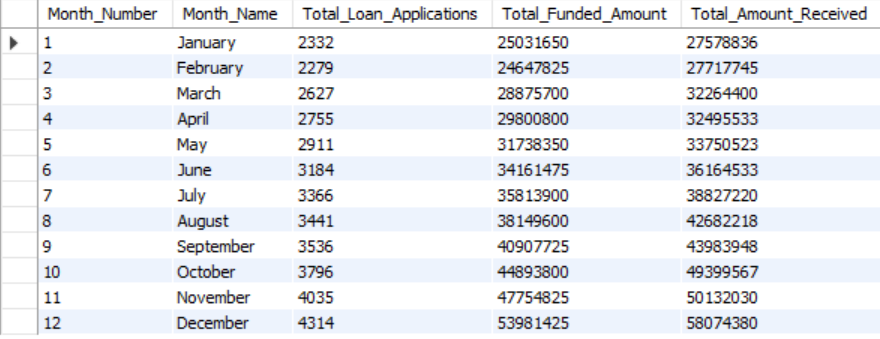 Month_Number Month_Name Total_Loan_Applications Total_Funded_Amount Total_Amount_Received
1 January 2332 25031650 27578836
2 February 2279 24647825 27717745
3 March 2627 28875700 32264400
4 April 2755 29800800 32495533
5 May 2911 31738350 33750523
6 June 3184 34161475 36164533
7 July 3366 35813900 38827220
8 August 3441 38149600 42682218
9 September 3536 40907725 43983948
10 October 3796 44893800 49399567
11 November 4035 47754825 50132030
12 December 4314 53981425 58074380